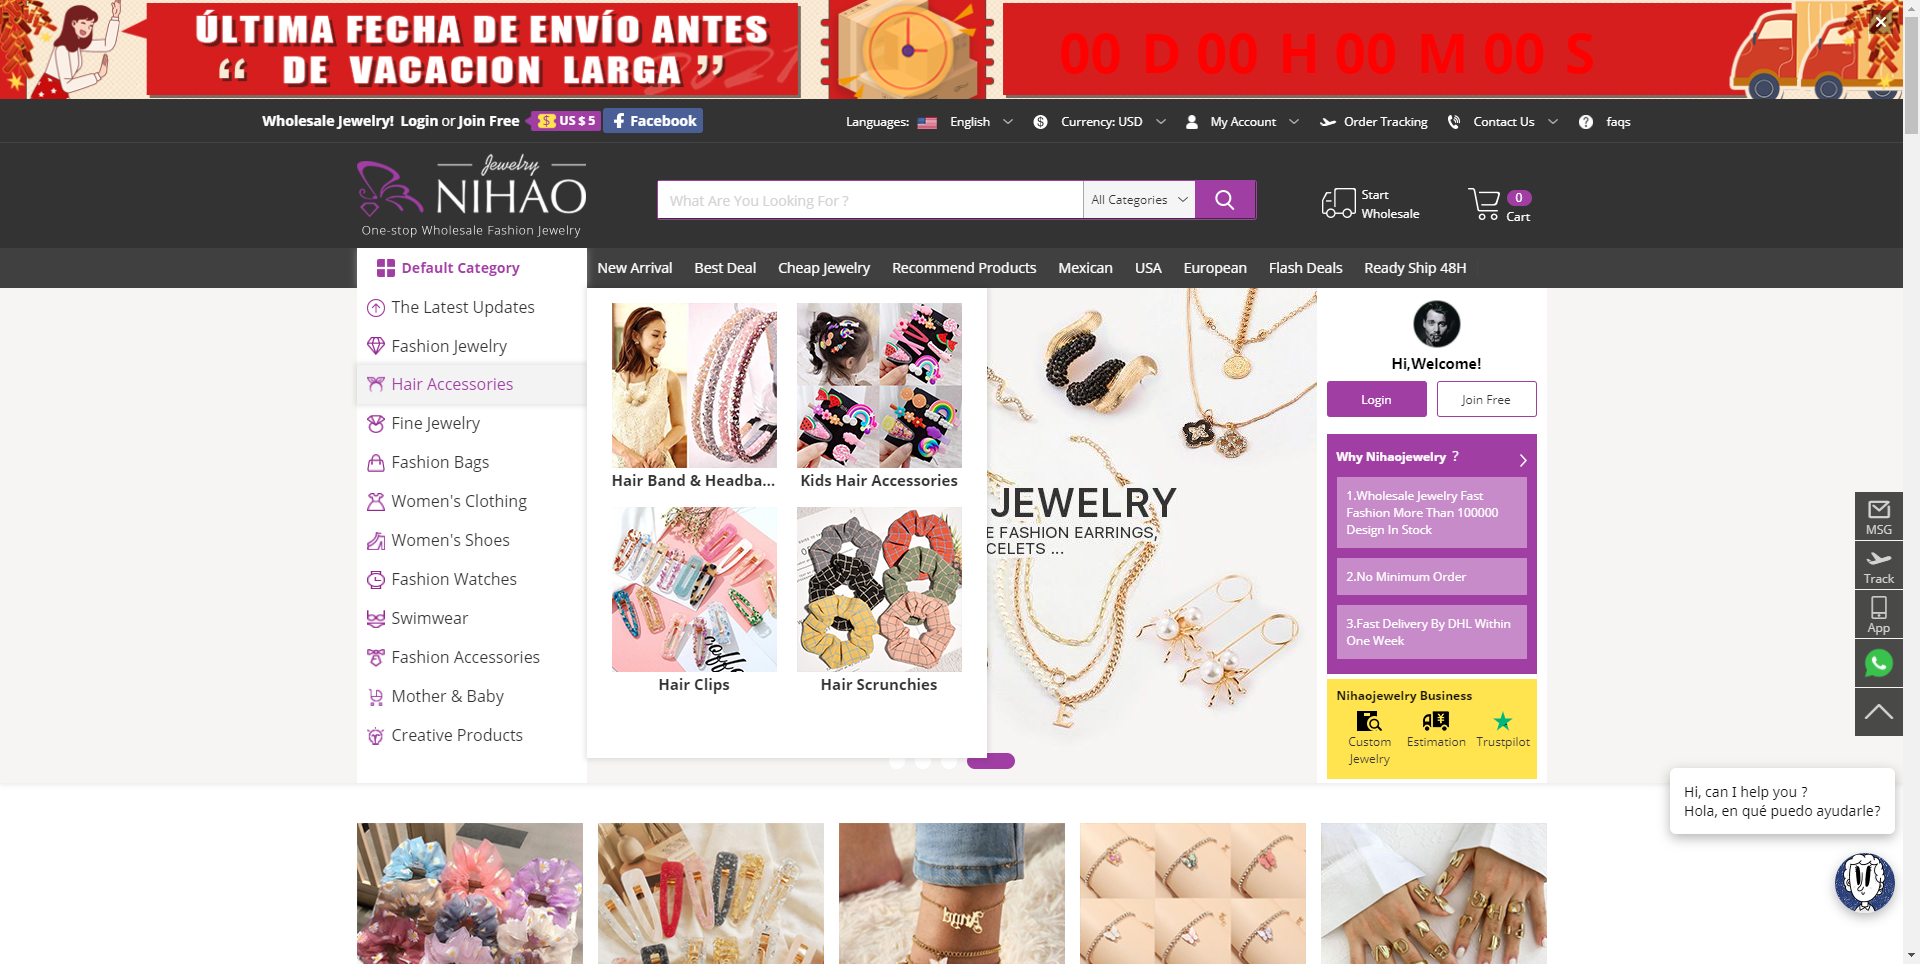 ÚLTIMA FECHA DE ENVÍO ANTES
“ DE VACACION LARGA ”
2021
00 D 00 H 00 M 00 S
Wholesale Jewelry! Login or Join Free
US $ 5
Facebook
Languages: English
Currency: USD
My Account
Order Tracking
Contact Us
faqs
Jewelry
NIHAO
One-stop Wholesale Fashion Jewelry
What Are You Looking For ?
All Categories
Start
Wholesale
0
Cart
Default Category
New Arrival
Best Deal
Cheap Jewelry
Recommend Products
Mexican
USA
European
Flash Deals
Ready Ship 48H
The Latest Updates
Fashion Jewelry
Hair Accessories
Fine Jewelry
Fashion Bags
Women's Clothing
Women's Shoes
Fashion Watches
Swimwear
Fashion Accessories
Mother & Baby
Creative Products
Hair Band & Headba...
Kids Hair Accessories
Hair Clips
Hair Scrunchies
JEWELRY
E FASHION EARRINGS,
CELETS ...
Hi,Welcome!
Login
Join Free
Why Nihaojewelry ?
1.Wholesale Jewelry Fast
Fashion More Than 100000
Design In Stock
2.No Minimum Order
3.Fast Delivery By DHL Within
One Week
Nihaojewelry Business
Custom
Jewelry
Estimation
Trustpilot
MSG
Track
App
Hi, can I help you ?
Hola, en qué puedo ayudarle?